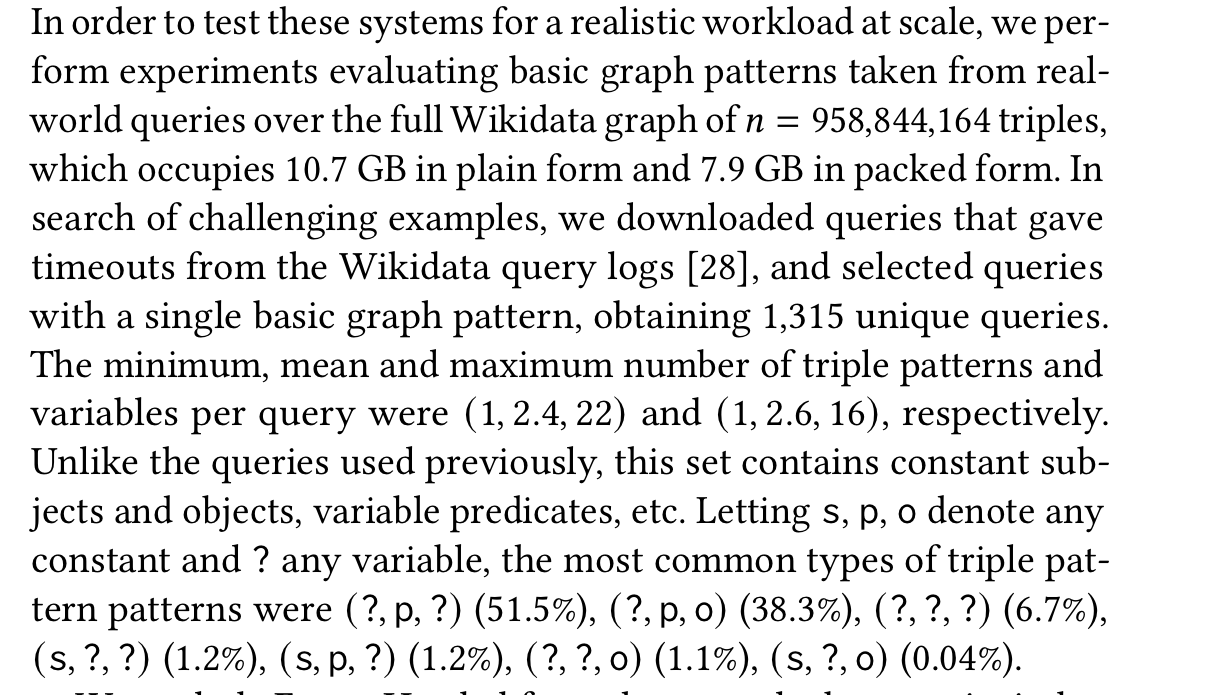 In order to test these systems for a realistic workload at scale, we per-
form experiments evaluating basic graph patterns taken from real-
world queries over the full Wikidata graph of n = 958,844,164 triples,
which occupies 10.7 GB in plain form and 7.9 GB in packed form. In
search of challenging examples, we downloaded queries that gave
timeouts from the Wikidata query logs [28], and selected queries
with a single basic graph pattern, obtaining 1,315 unique queries.
The minimum, mean and maximum number of triple patterns and
variables per query were (1, 2.4, 22) and (1, 2.6, 16), respectively.
Unlike the queries used previously, this set contains constant sub-
jects and objects, variable predicates, etc. Letting s, p, o denote any
constant and ? any variable, the most common types of triple pat-
tern patterns were (?, p, ?) (51.5%), (?, p, o) (38.3%), (?, ?, ?) (6.7%),
(s, ?, ?) (1.2%), (s, p, ?) (1.2%), (?, ?, o) (1.1%), (s, ?, o) (0.04%).